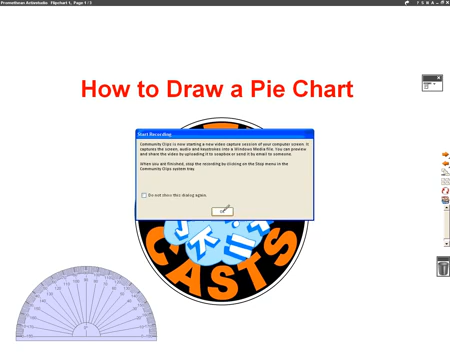 Promethean Activstudio Flipchart 1, Page 1 / 1
How to Draw a Pie Chart
Start Recording
Community Clips is now starting a new video capture session of your computer screen. It
captures the screen, audio and keystrokes into a Windows Media file. You can preview
and share the video by uploading it to soapbox or send it by email to someone.
When you are finished, stop the recording by clicking on the Stop menu in the
Community Clips system tray.
Do not show this dialog again.
CASTS